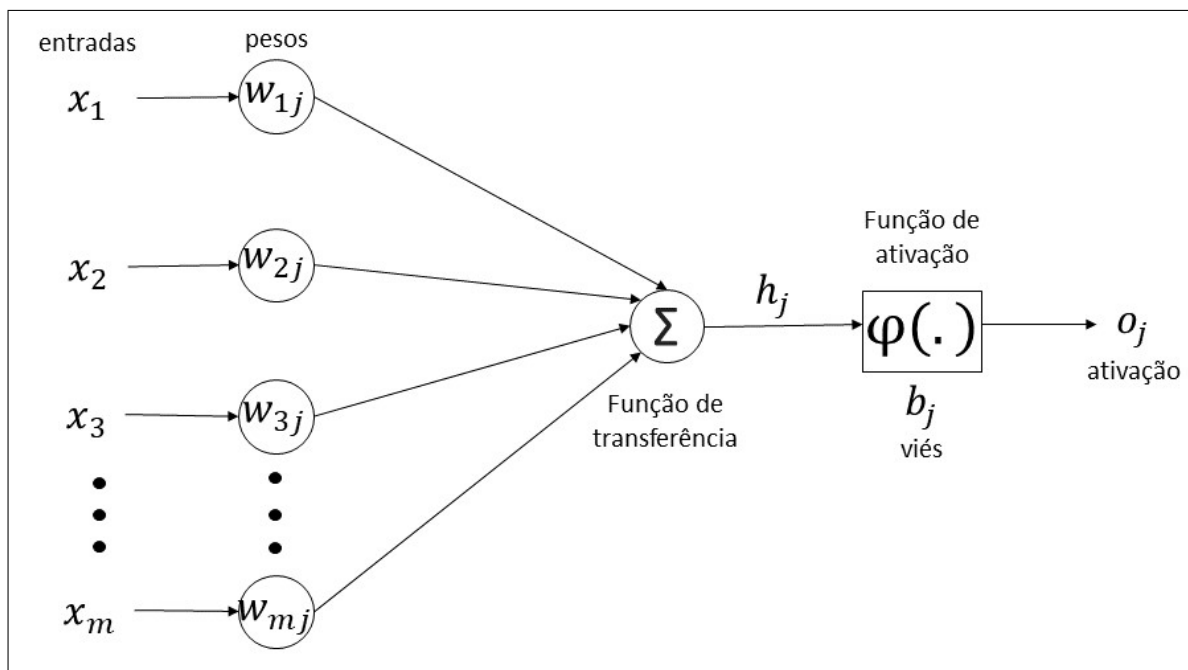 entradas
pesos
x₁
w₁ⱼ
x₂
w₂ⱼ
Função de
ativação
hⱼ
Σ
φ(.)
oⱼ
ativação
x₃
w₃ⱼ
Função de
transferência
bⱼ
viés
xₘ
wₘⱼ